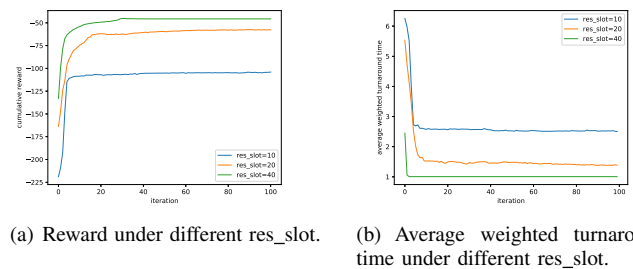 −50
−75
−100
−125
−150
−175
−200
−225
cumulative reward
0 20 40 60 80 100
iteration
res_slot=10
res_slot=20
res_slot=40
(a) Reward under different res_slot.
6
5
4
3
2
1
average weighted turnaround time
0 20 40 60 80 100
iteration
res_slot=10
res_slot=20
res_slot=40
(b) Average weighted turnaro
time under different res_slot.